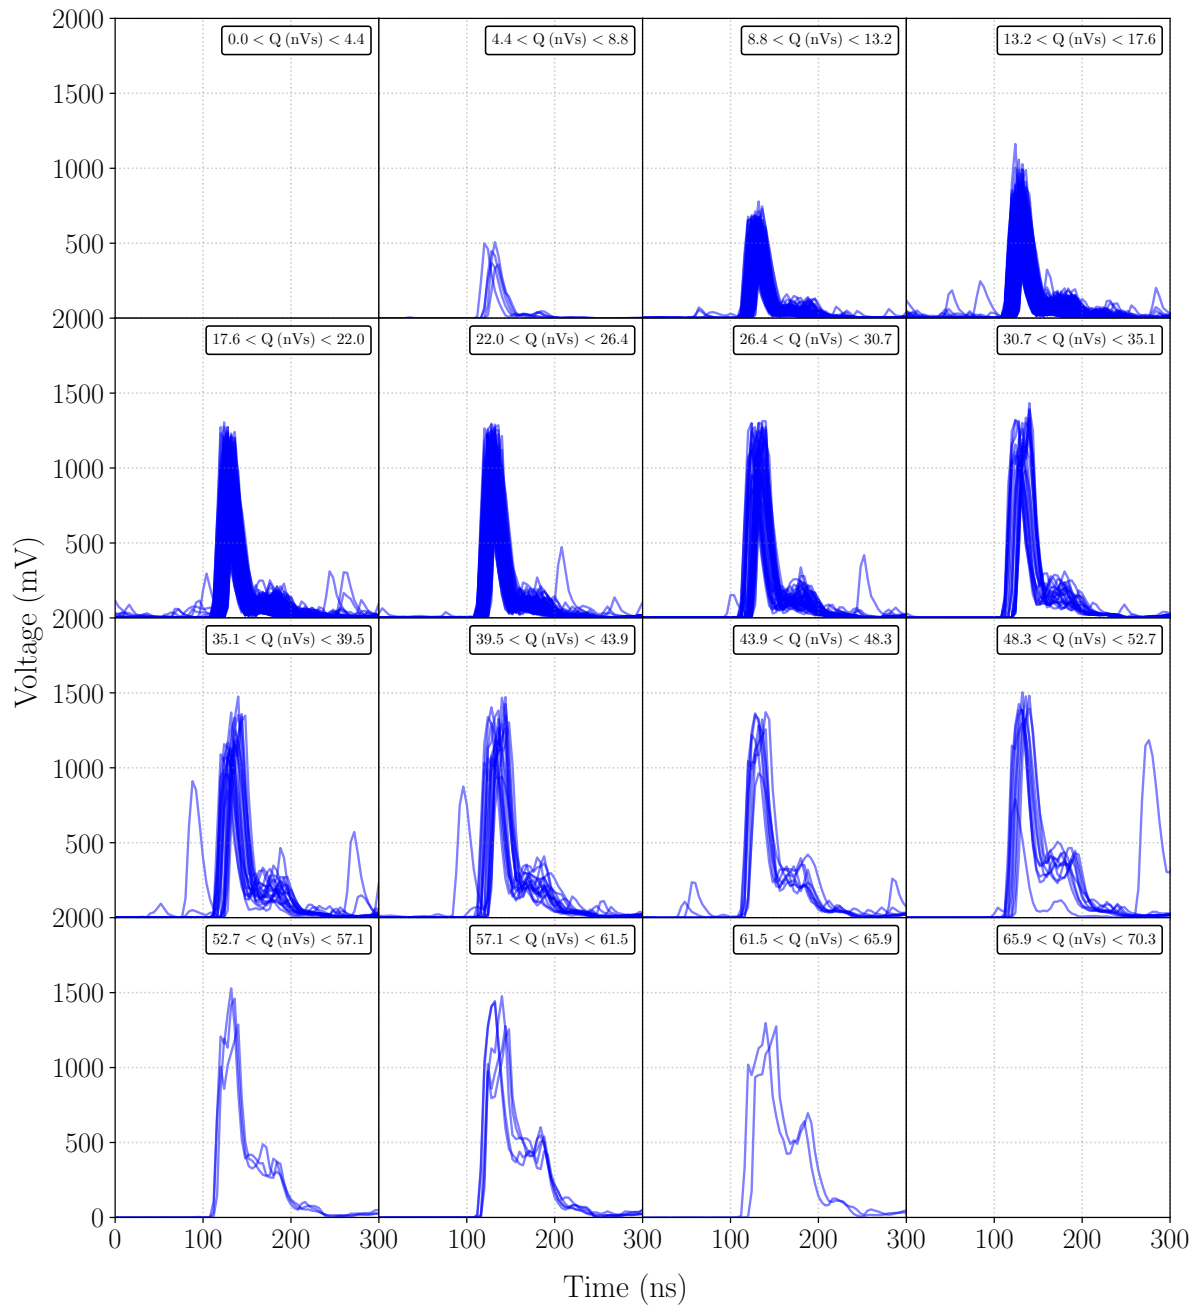 2000
1500
1000
500
0.0 < Q (nVs) < 4.4
4.4 < Q (nVs) < 8.8
8.8 < Q (nVs) < 13.2
13.2 < Q (nVs) < 17.6
2000
1500
1000
500
17.6 < Q (nVs) < 22.0
22.0 < Q (nVs) < 26.4
26.4 < Q (nVs) < 30.7
30.7 < Q (nVs) < 35.1
Voltage (mV)
2000
1500
1000
500
35.1 < Q (nVs) < 39.5
39.5 < Q (nVs) < 43.9
43.9 < Q (nVs) < 48.3
48.3 < Q (nVs) < 52.7
2000
1500
1000
500
0
52.7 < Q (nVs) < 57.1
57.1 < Q (nVs) < 61.5
61.5 < Q (nVs) < 65.9
65.9 < Q (nVs) < 70.3
0 100 200 300 100 200 300 100 200 300 100 200 300
Time (ns)